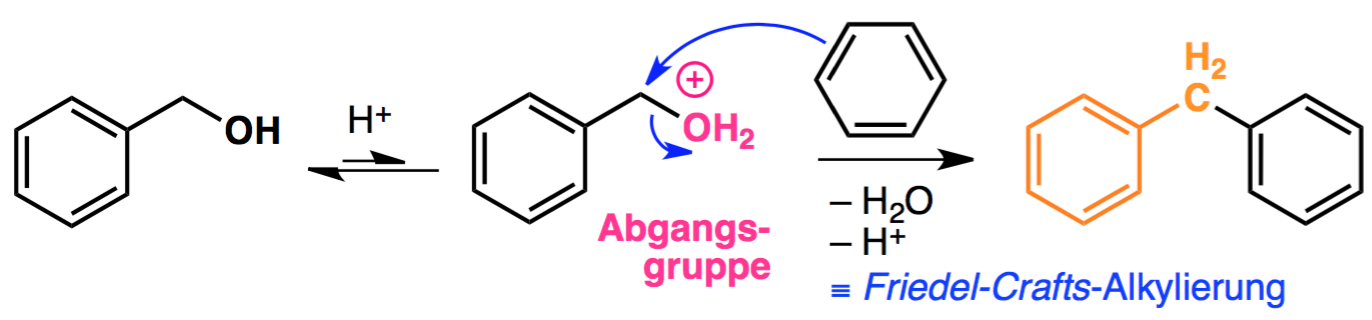 OH
H⁺
+
OH₂
Abgangs-
gruppe
– H₂O
– H⁺
≡ Friedel-Crafts-Alkylierung
H₂
C